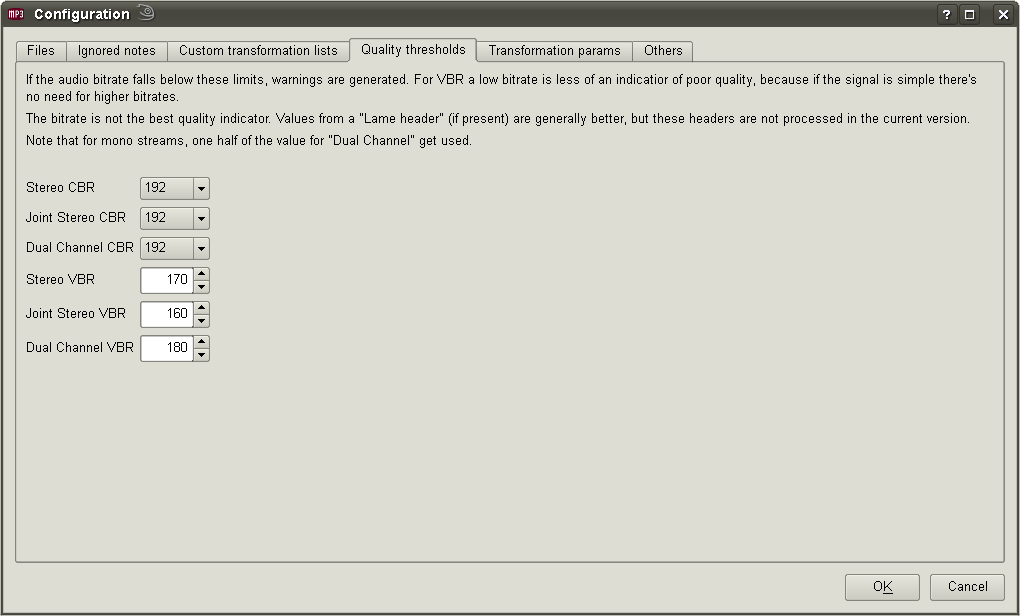 MP3 Configuration
?
Files Ignored notes Custom transformation lists Quality thresholds Transformation params Others
If the audio bitrate falls below these limits, warnings are generated. For VBR a low bitrate is less of an indicatior of poor quality, because if the signal is simple there's
no need for higher bitrates.
The bitrate is not the best quality indicator. Values from a "Lame header" (if present) are generally better, but these headers are not processed in the current version.
Note that for mono streams, one half of the value for "Dual Channel" get used.
Stereo CBR 192
Joint Stereo CBR 192
Dual Channel CBR 192
Stereo VBR 170
Joint Stereo VBR 160
Dual Channel VBR 180
OK Cancel